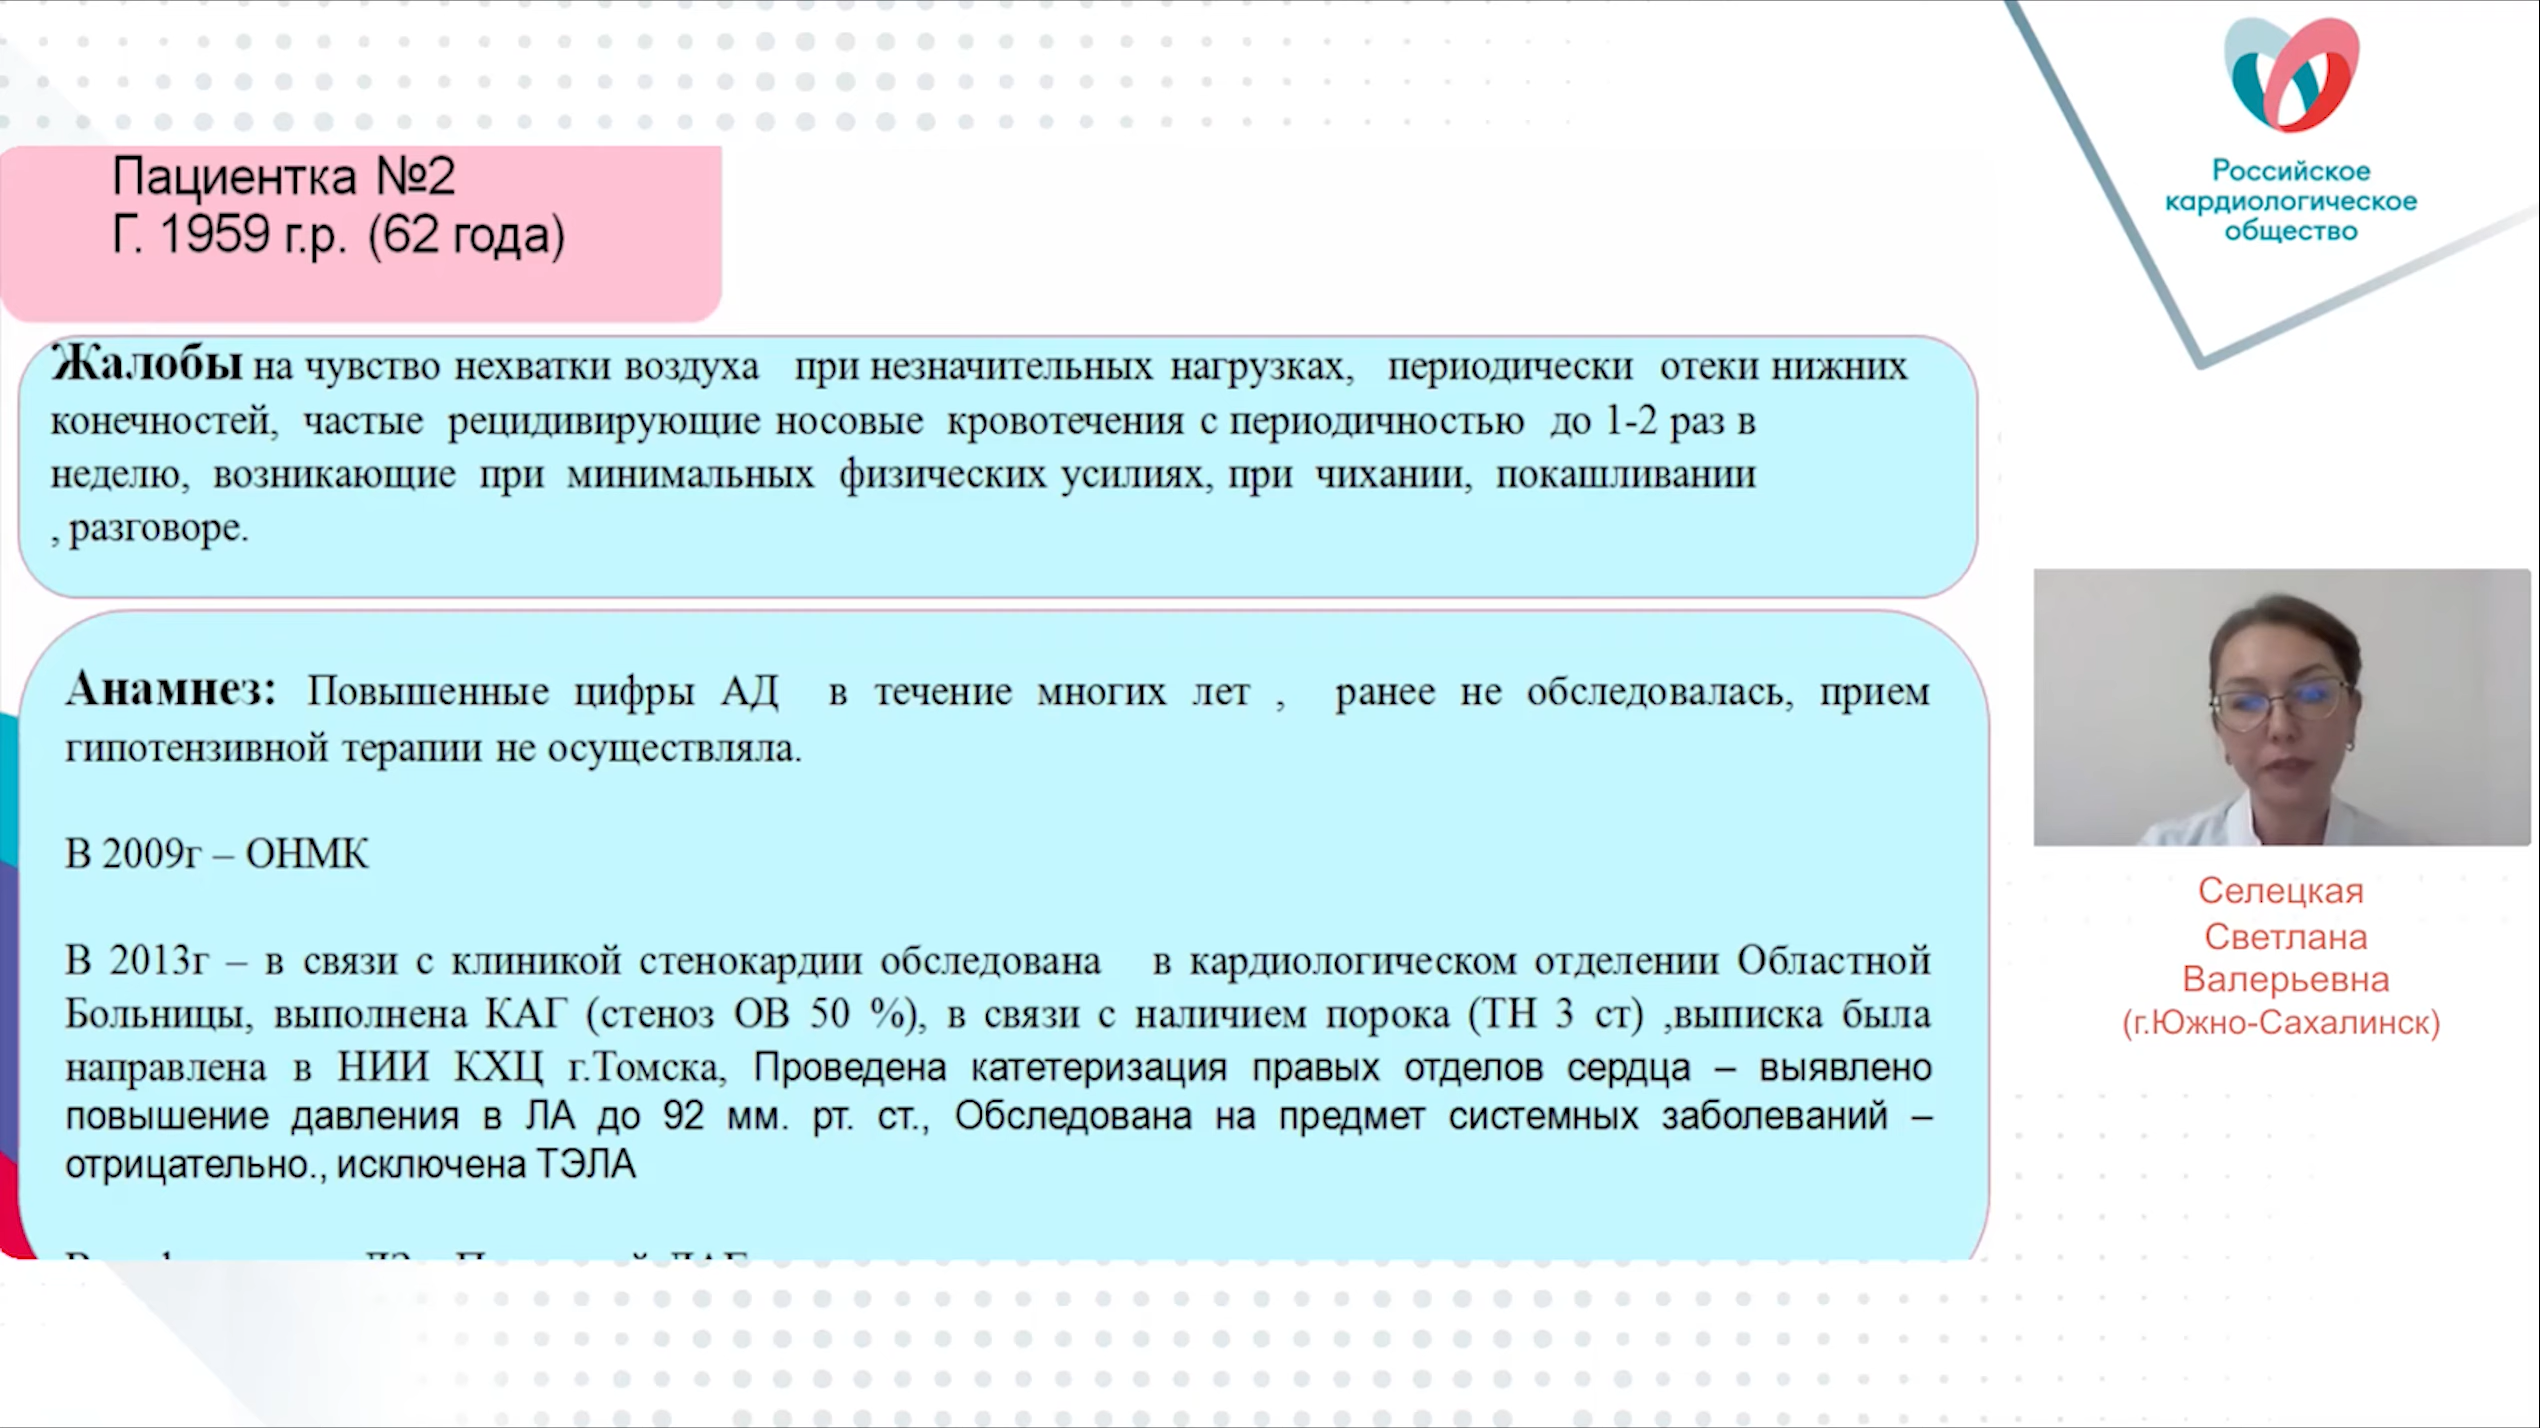 Российское
кардиологическое
общество
Пациентка №2
Г. 1959 г.р. (62 года)
Жалобы на чувство нехватки воздуха при незначительных нагрузках, периодически отеки нижних
конечностей, частые рецидивирующие носовые кровотечения с периодичностью до 1-2 раз в
неделю, возникающие при минимальных физических усилиях, при чихании, покашливании
, разговоре.
Анамнез: Повышенные цифры АД в течение многих лет , ранее не обследовалась, прием
гипотензивной терапии не осуществляла.
В 2009г – ОНМК
В 2013г – в связи с клиникой стенокардии обследована в кардиологическом отделении Областной
Больницы, выполнена КАГ (стеноз ОВ 50 %), в связи с наличием порока (ТН 3 ст) ,выписка была
направлена в НИИ КХЦ г.Томска, Проведена катетеризация правых отделов сердца – выявлено
повышение давления в ЛА до 92 мм. рт. ст., Обследована на предмет системных заболеваний –
отрицательно., исключена ТЭЛА
Селецкая
Светлана
Валерьевна
(г.Южно-Сахалинск)